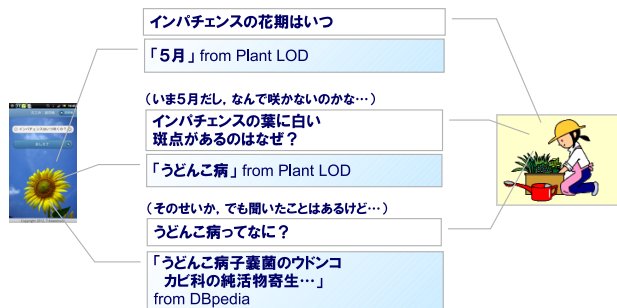 インパチェンスの花期はいつ
「５月」from Plant LOD
（いま５月だし，なんで咲かないのかな…）
インパチェンスの葉に白い
斑点があるのはなぜ？
「うどんこ病」from Plant LOD
（そのせいか，でも聞いたことはあるけど…）
うどんこ病ってなに？
「うどんこ病子嚢菌のウドンコ
カビ科の純活物寄生…」
from DBpedia